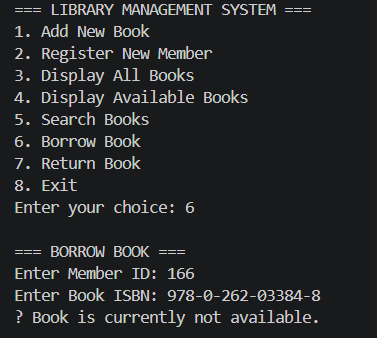 === LIBRARY MANAGEMENT SYSTEM ===
1. Add New Book
2. Register New Member
3. Display All Books
4. Display Available Books
5. Search Books
6. Borrow Book
7. Return Book
8. Exit
Enter your choice: 6
=== BORROW BOOK ===
Enter Member ID: 166
Enter Book ISBN: 978-0-262-03384-8
? Book is currently not available.